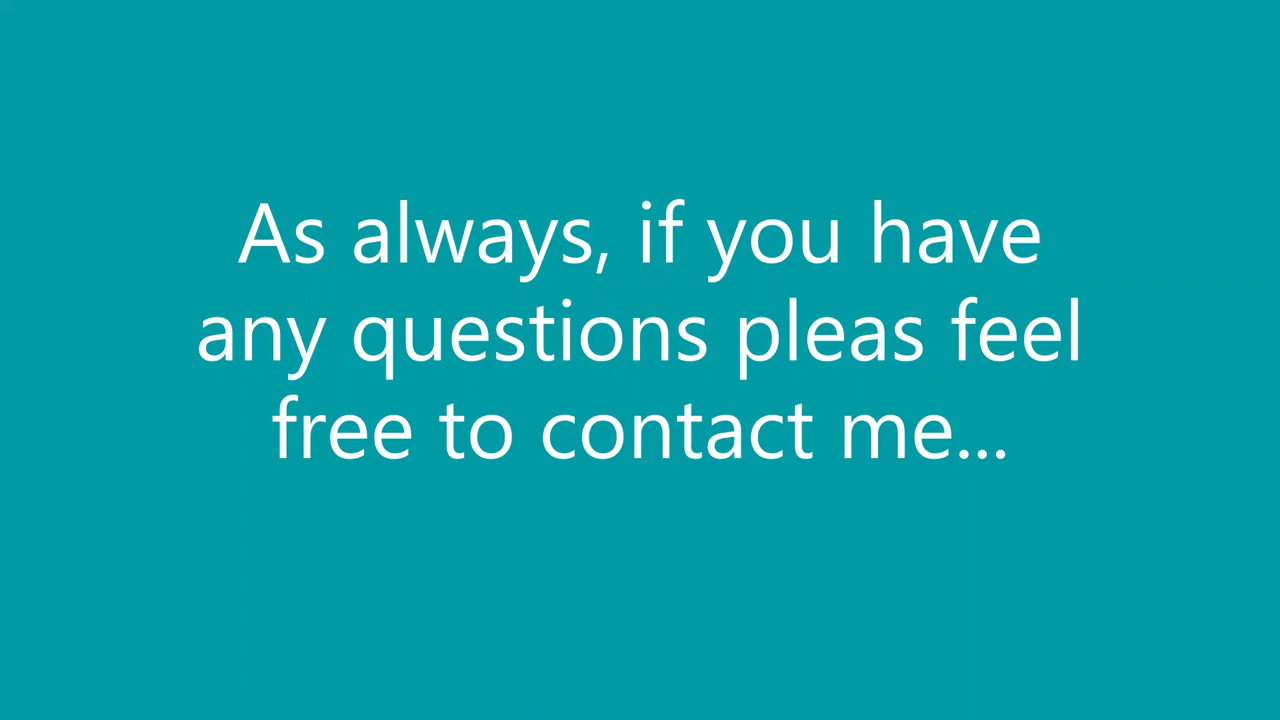 As always, if you have
any questions pleas feel
free to contact me...